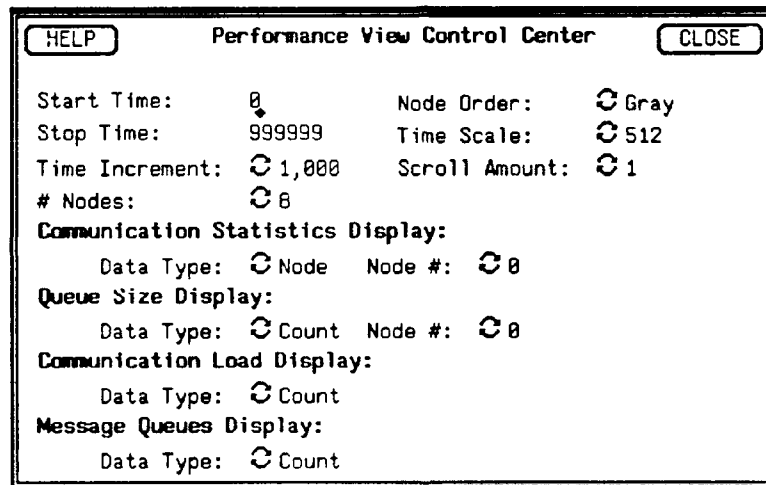 HELP Performance View Control Center CLOSE
Start Time: 0 Node Order: Gray
Stop Time: 999999 Time Scale: 512
Time Increment: 1,000 Scroll Amount: 1
# Nodes: 8
Communication Statistics Display:
Data Type: Node Node #: 0
Queue Size Display:
Data Type: Count Node #: 0
Communication Load Display:
Data Type: Count
Message Queues Display:
Data Type: Count